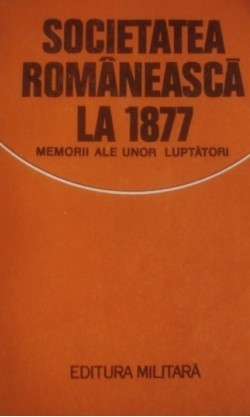 SOCIETATEA
ROMÂNEASCĂ
LA 1877
MEMORII ALE UNOR LUPTĂTORI
EDITURA MILITARĂ